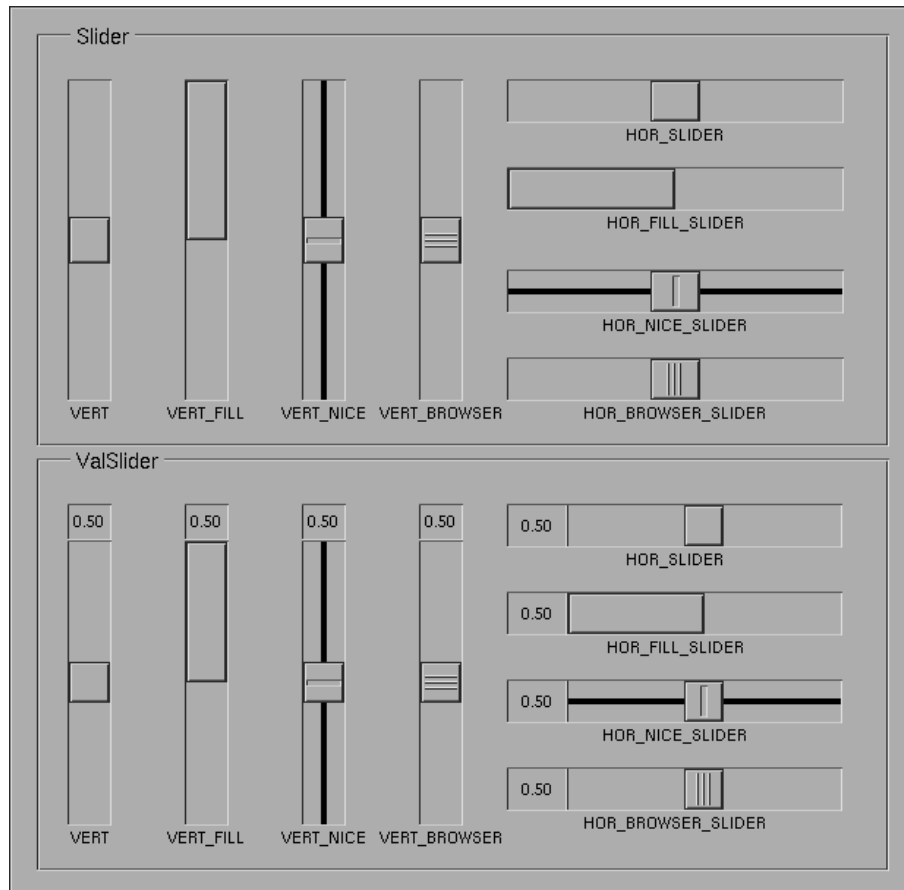 Slider
HOR_SLIDER
HOR_FILL_SLIDER
HOR_NICE_SLIDER
VERT VERT_FILL VERT_NICE VERT_BROWSER HOR_BROWSER_SLIDER
ValSlider
0.50 0.50 0.50 0.50 0.50
HOR_SLIDER
0.50
HOR_FILL_SLIDER
0.50
HOR_NICE_SLIDER
0.50
VERT VERT_FILL VERT_NICE VERT_BROWSER HOR_BROWSER_SLIDER